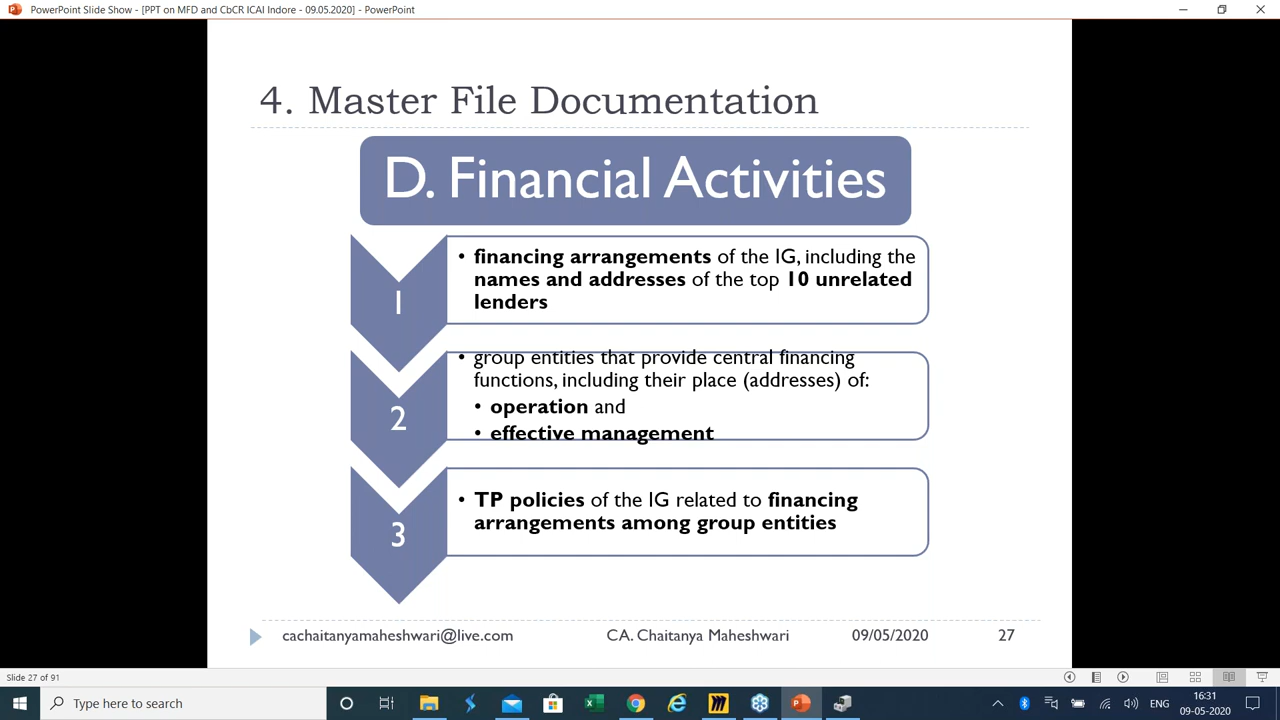 PowerPoint Slide Show - [PPT on MFD and CbCR ICAI Indore - 09.05.2020] - PowerPoint
4. Master File Documentation
D. Financial Activities
1
• financing arrangements of the IG, including the
names and addresses of the top 10 unrelated
lenders
2
• group entities that provide central financing
functions, including their place (addresses) of:
• operation and
• effective management
3
• TP policies of the IG related to financing
arrangements among group entities
cachaitanyamaheshwari@live.com CA. Chaitanya Maheshwari 09/05/2020 27
Slide 27 of 91
Type here to search
ENG
16:31
09-05-2020